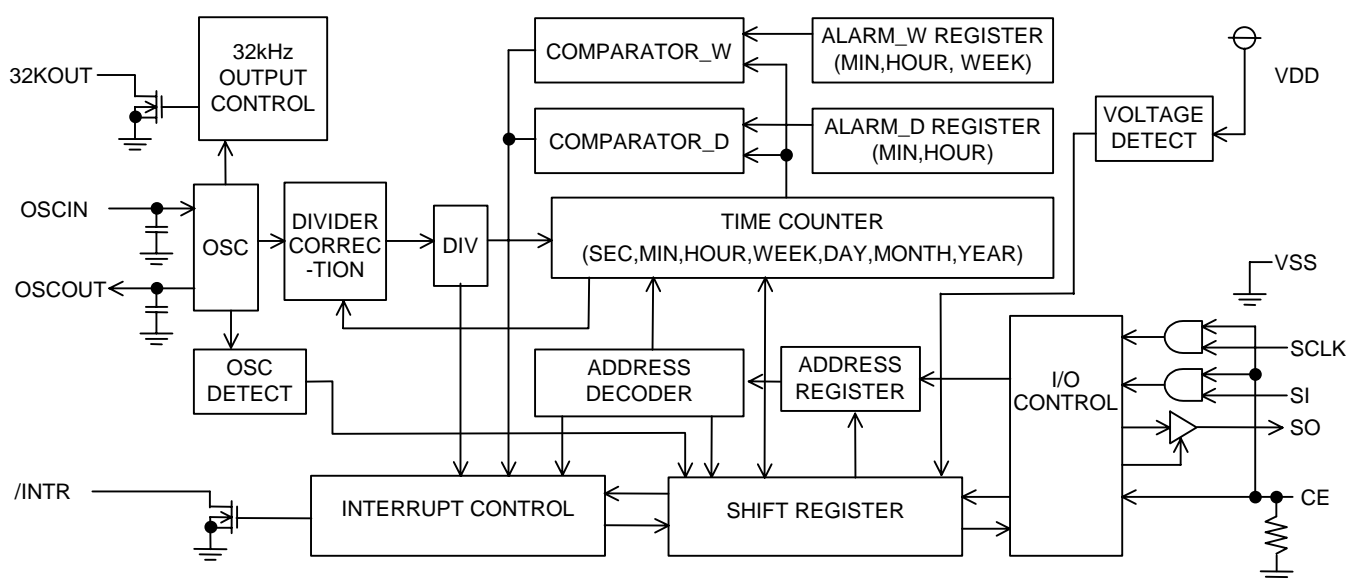 32KOUT
32kHz
OUTPUT
CONTROL
COMPARATOR_W
ALARM_W REGISTER
(MIN,HOUR, WEEK)
VDD
VOLTAGE
DETECT
COMPARATOR_D
ALARM_D REGISTER
(MIN,HOUR)
OSCIN
OSCOUT
OSC
DIVIDER
CORREC
-TION
DIV
TIME COUNTER
(SEC,MIN,HOUR,WEEK,DAY,MONTH,YEAR)
VSS
OSC
DETECT
ADDRESS
DECODER
ADDRESS
REGISTER
I/O
CONTROL
SCLK
SI
SO
CE
/INTR
INTERRUPT CONTROL
SHIFT REGISTER